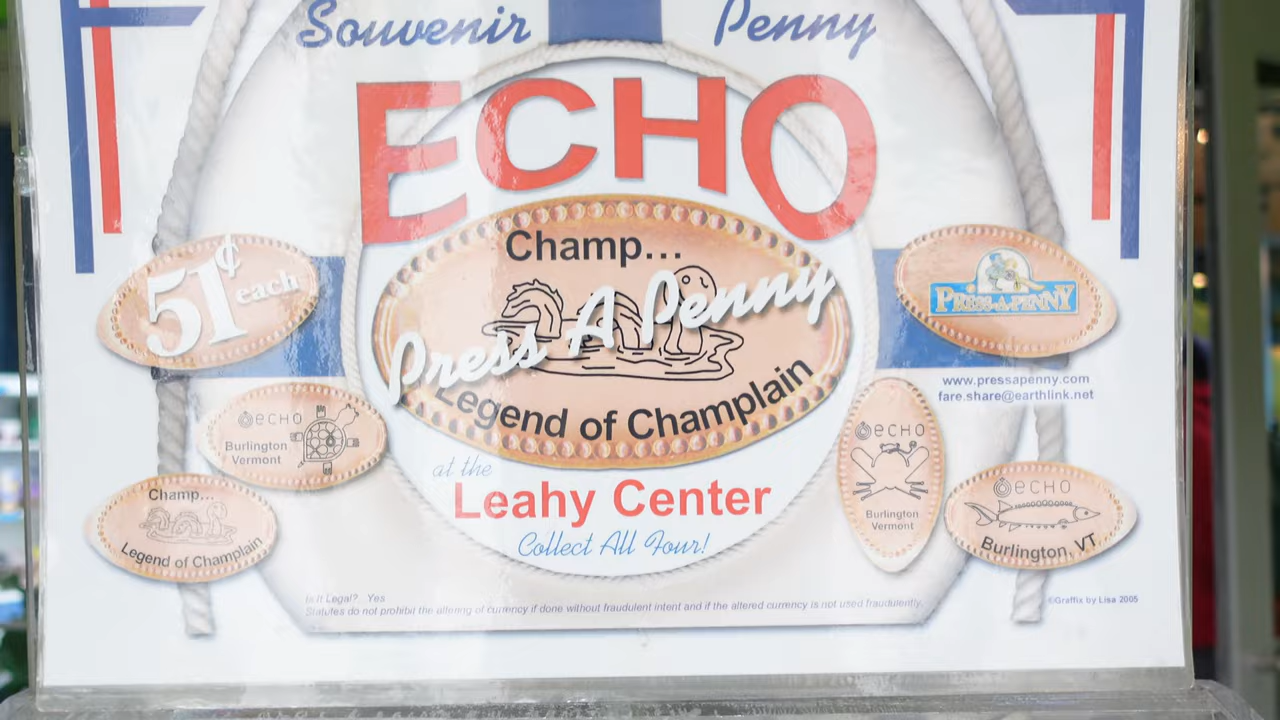 Souvenir Penny
ECHO
Champ...
Press A Penny
Legend of Champlain
at the
Leahy Center
Collect All Four!
51¢ each
PRESS-A-PENNY
www.pressapenny.com
fare.share@earthlink.net
ECHO
Burlington
Vermont
Champ...
Legend of Champlain
ECHO
Burlington
Vermont
ECHO
Burlington, VT
Is It Legal? Yes
Statutes do not prohibit the altering of currency if done without fraudulent intent and if the altered currency is not used fraudulently.
©Graffix by Lisa 2005